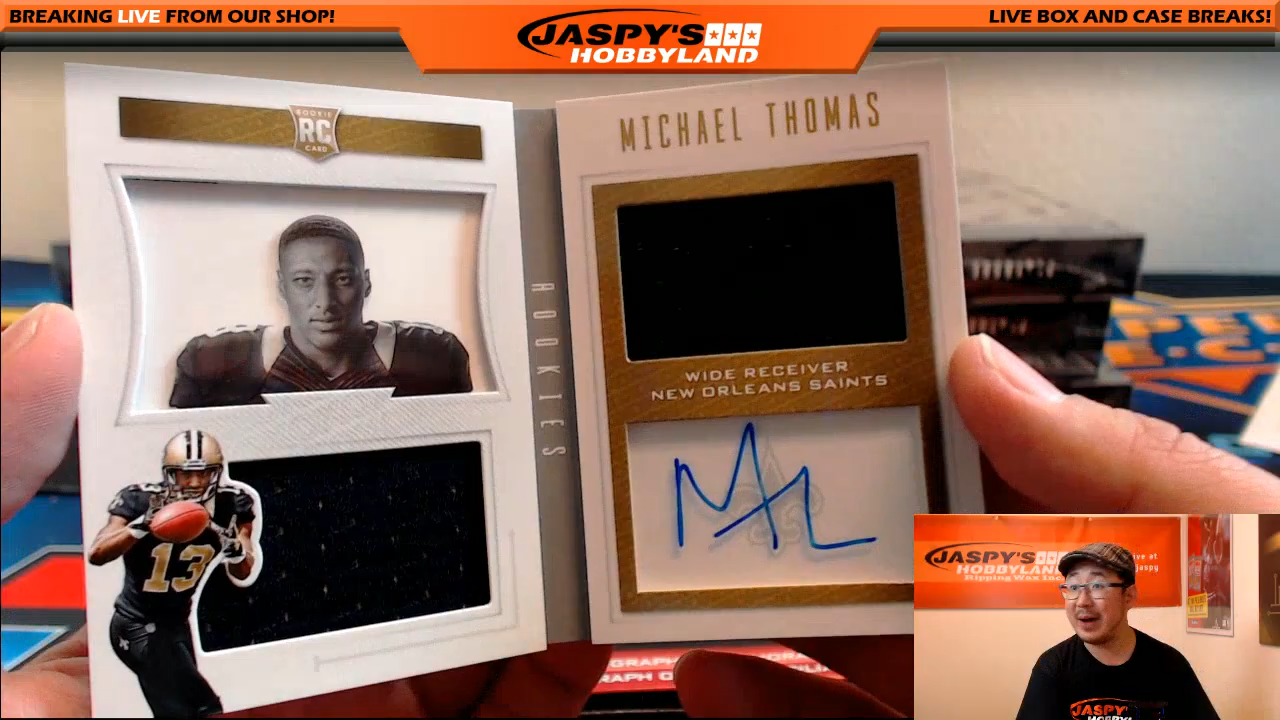 BREAKING LIVE FROM OUR SHOP!
JASPY'S
HOBBYLAND
LIVE BOX AND CASE BREAKS!
ROOKIE
RC
CARD
MICHAEL THOMAS
ROOKIES
WIDE RECEIVER
NEW ORLEANS SAINTS
13
JASPY'S
HOBBYLAND
Ripping Wax Inc.
JASPY'S